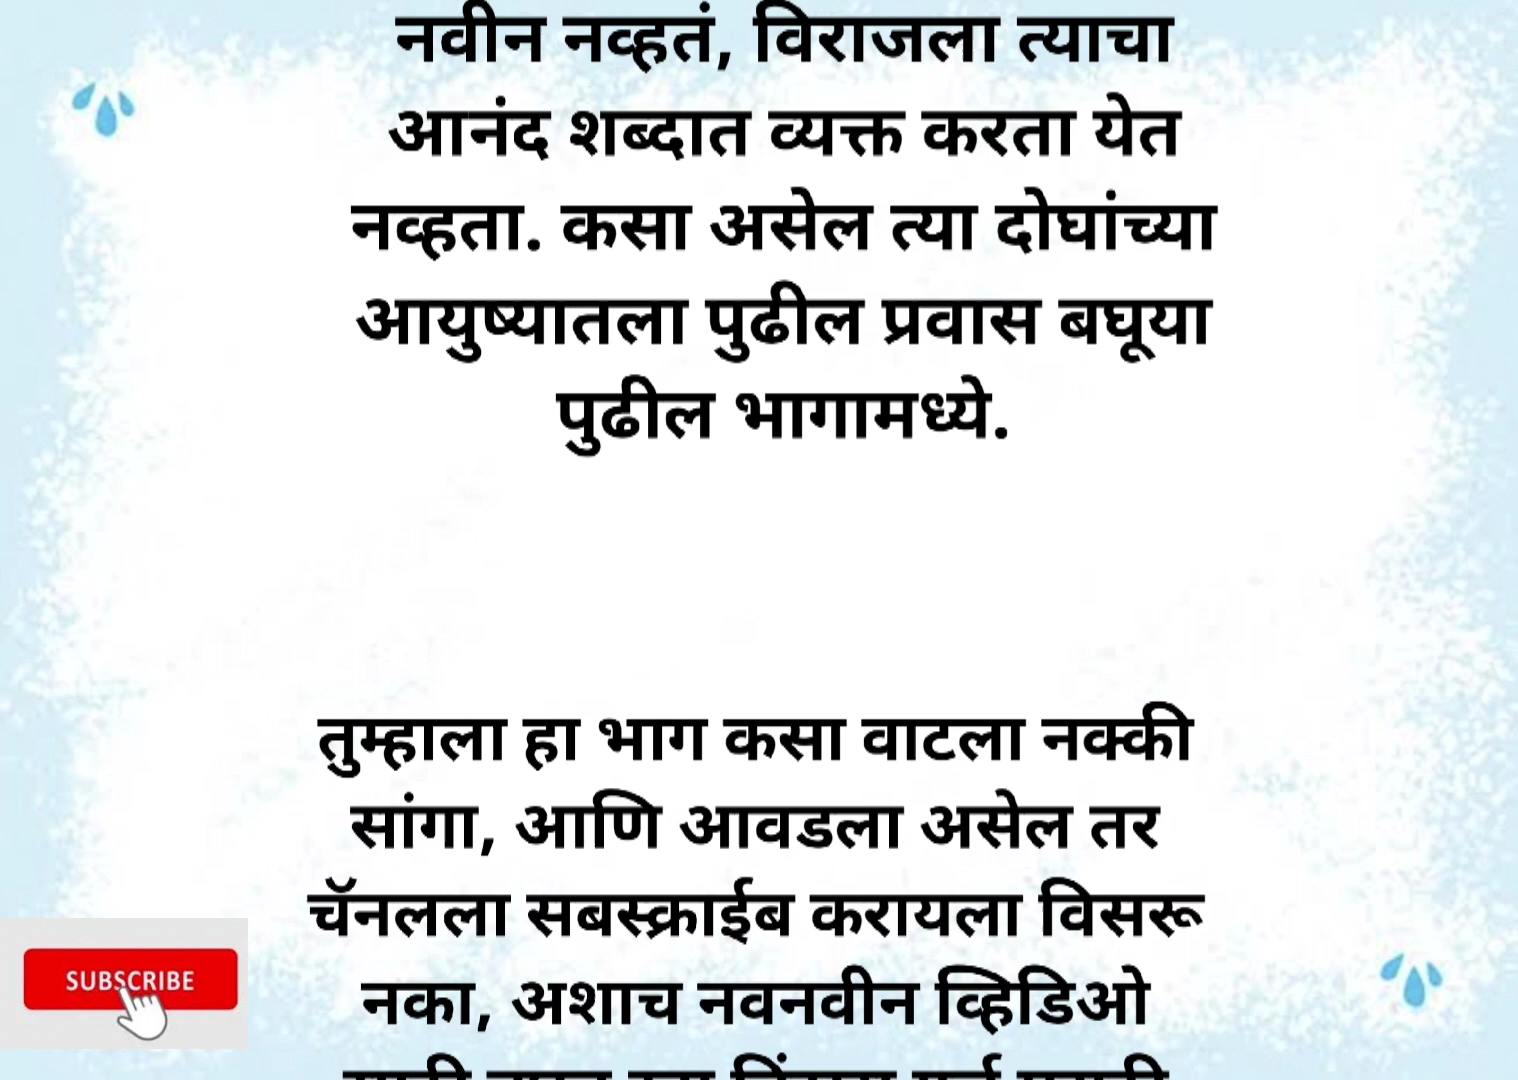 नवीन नव्हतं, विराजला त्याचा
आनंद शब्दात व्यक्त करता येत
नव्हता. कसा असेल त्या दोघांच्या
आयुष्यातला पुढील प्रवास बघूया
पुढील भागामध्ये.
तुम्हाला हा भाग कसा वाटला नक्की
सांगा, आणि आवडला असेल तर
चॅनलला सबस्क्राईब करायला विसरू
नका, अशाच नवनवीन व्हिडिओ
SUBSCRIBE